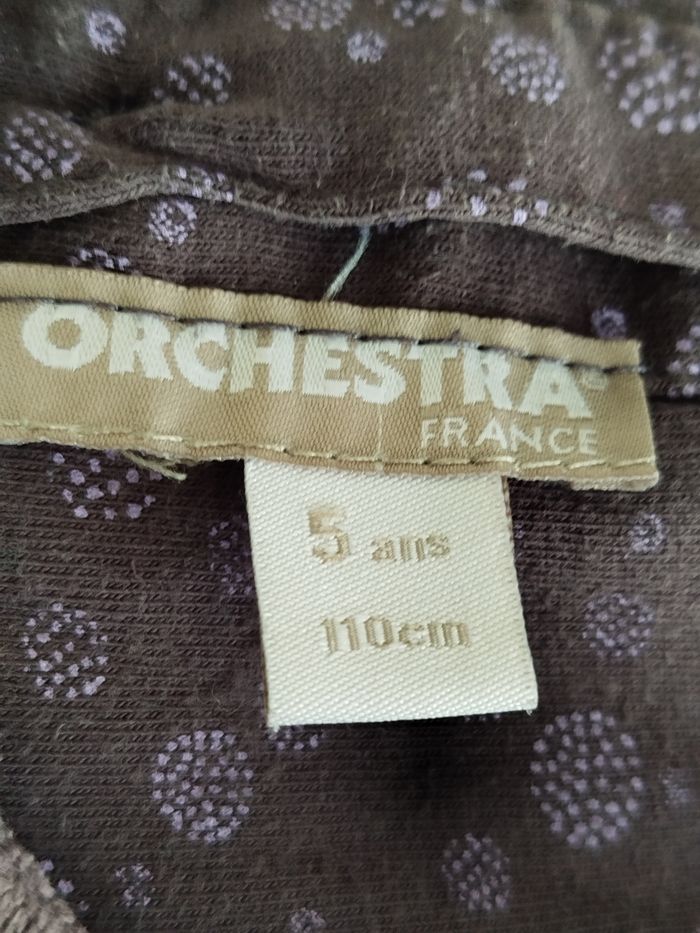 ORCHESTRA®
FRANCE
5 ans
110cm